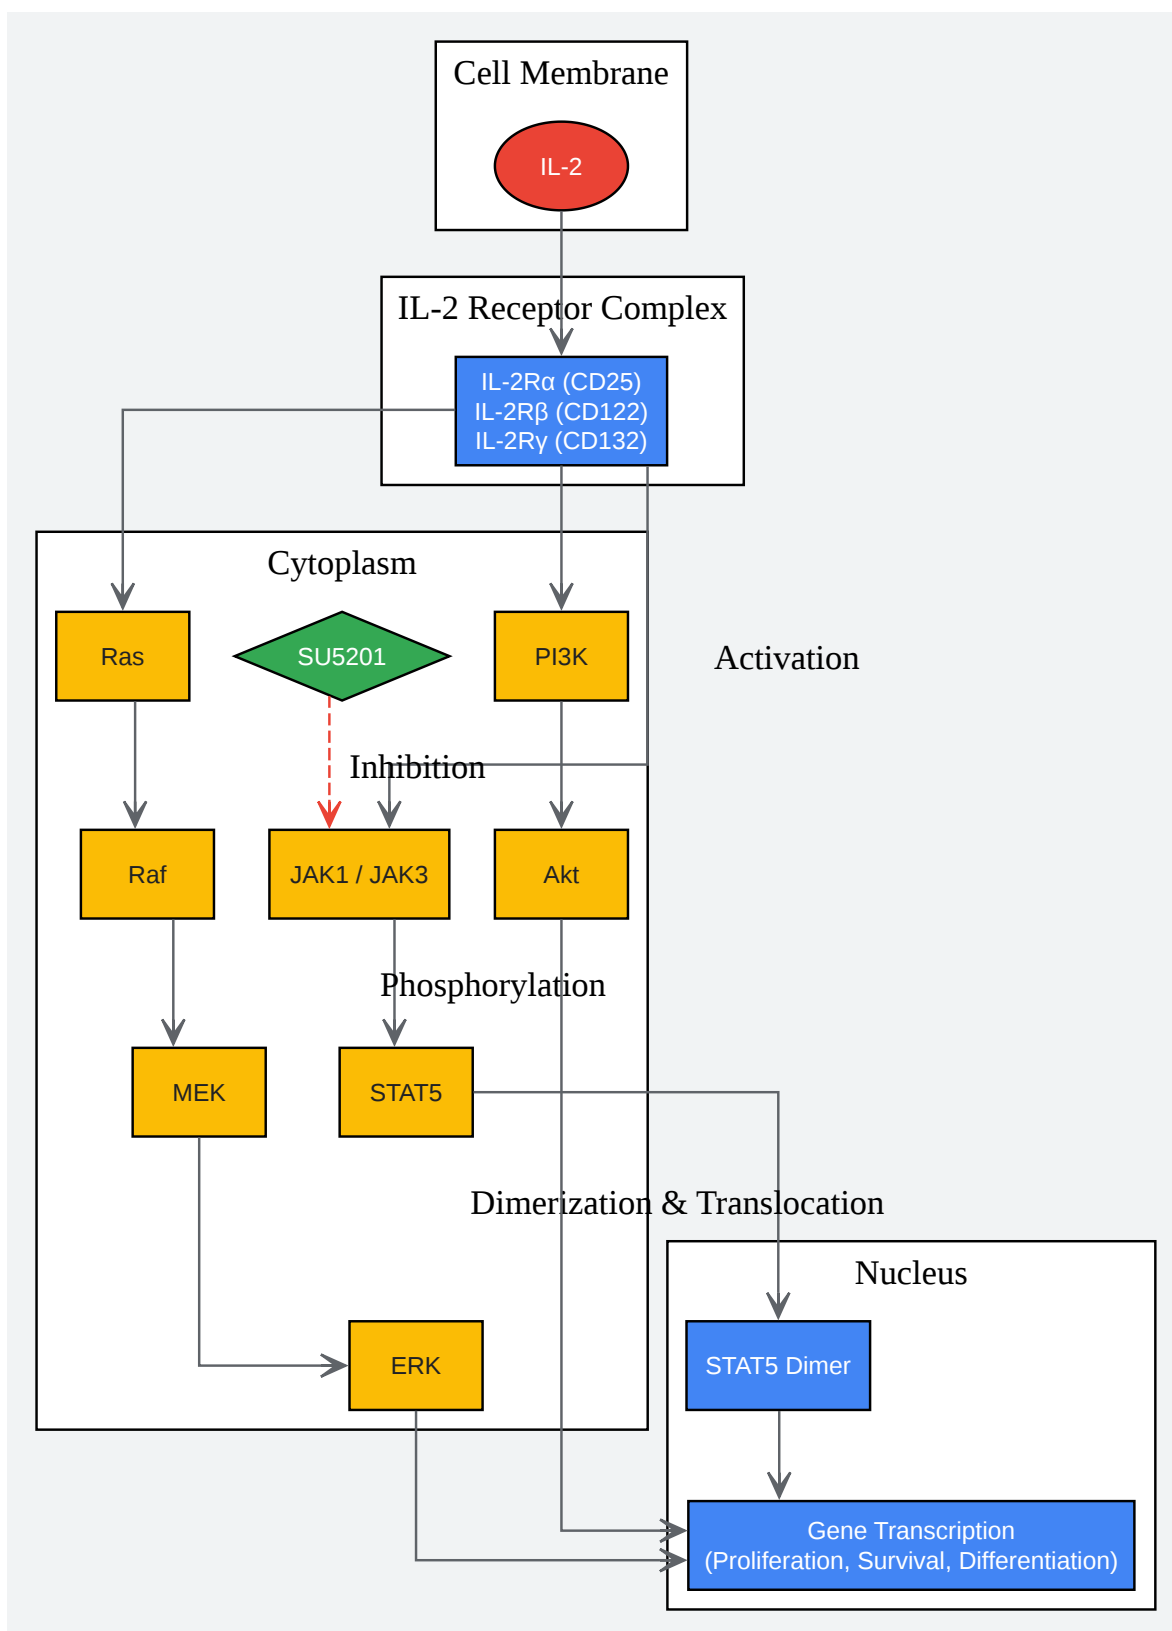 Cell Membrane
IL-2
IL-2 Receptor Complex
IL-2Rα (CD25)
IL-2Rβ (CD122)
IL-2Rγ (CD132)
Cytoplasm
Ras
SU5201
PI3K
Activation
Inhibition
Raf
JAK1 / JAK3
Akt
Phosphorylation
MEK
STAT5
Dimerization & Translocation
Nucleus
ERK
STAT5 Dimer
Gene Transcription
(Proliferation, Survival, Differentiation)